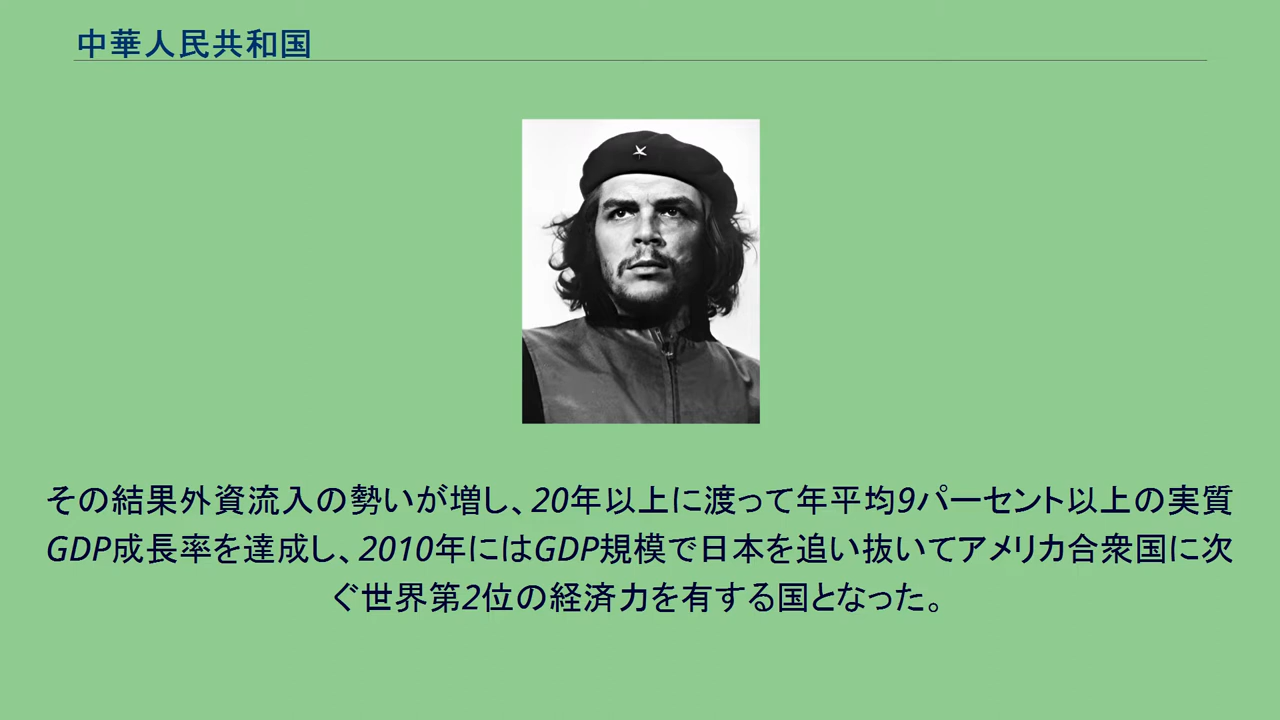 中華人民共和国
その結果外資流入の勢いが増し、20年以上に渡って年平均9パーセント以上の実質
GDP成長率を達成し、2010年にはGDP規模で日本を追い抜いてアメリカ合衆国に次
ぐ世界第2位の経済力を有する国となった。